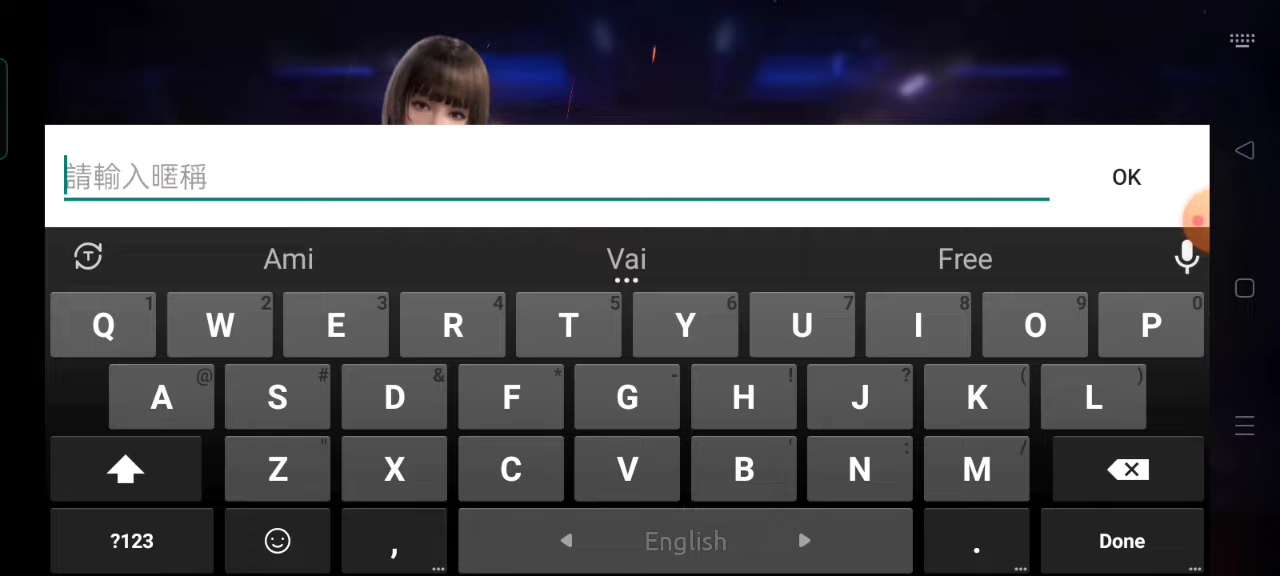 請輸入暱稱
OK
Ami Vai Free
1 2 3 4 5 6 7 8 9 0
Q W E R T Y U I O P
@ # & * - ! ? ( )
A S D F G H J K L
" ' : /
Z X C V B N M
?123 , English . Done